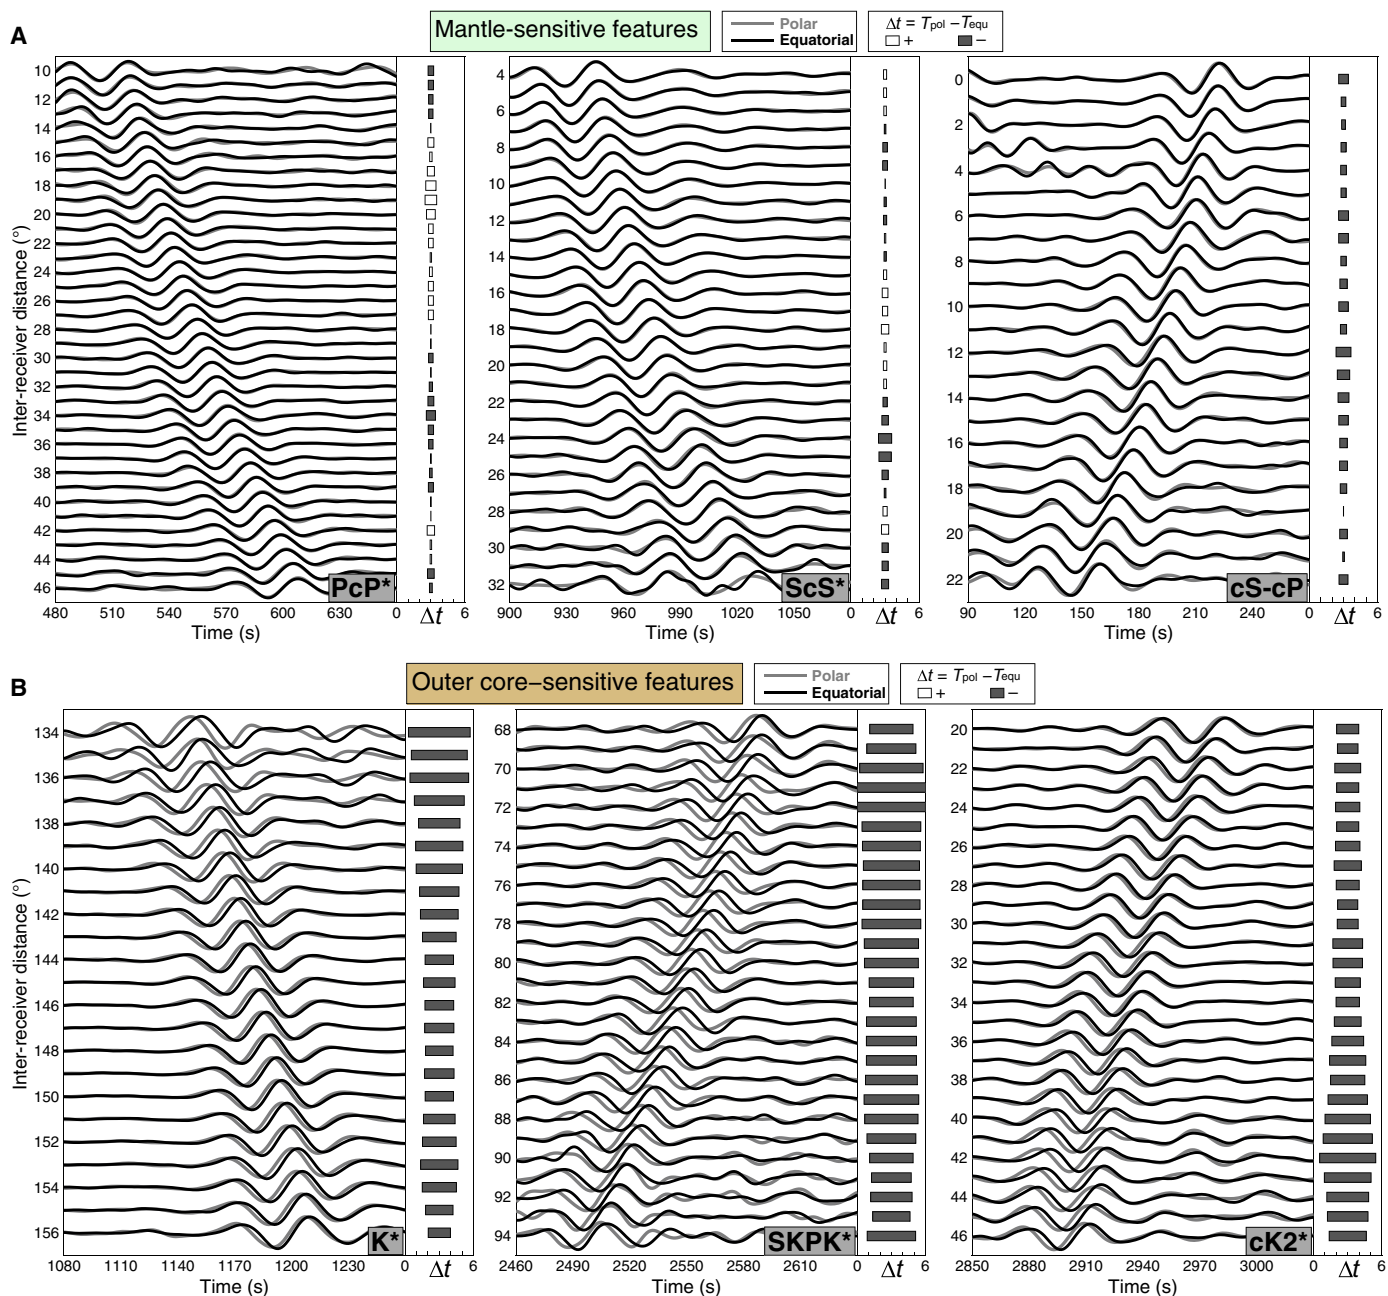 A
Mantle-sensitive features
Polar
Equatorial
Δt = Tpol – Tequ
+ –
Inter-receiver distance (°)
10
12
14
16
18
20
22
24
26
28
30
32
34
36
38
40
42
44
46
PcP*
480 510 540 570 600 630 0 6
Time (s) Δt
4
6
8
10
12
14
16
18
20
22
24
26
28
30
32
ScS*
900 930 960 990 1020 1050 0 6
Time (s) Δt
0
2
4
6
8
10
12
14
16
18
20
22
cS-cP
90 120 150 180 210 240 0 6
Time (s) Δt
B
Outer core–sensitive features
Polar
Equatorial
Δt = Tpol – Tequ
+ –
Inter-receiver distance (°)
134
136
138
140
142
144
146
148
150
152
154
156
K*
1080 1110 1140 1170 1200 1230 0 6
Time (s) Δt
68
70
72
74
76
78
80
82
84
86
88
90
92
94
SKPK*
2460 2490 2520 2550 2580 2610 0 6
Time (s) Δt
20
22
24
26
28
30
32
34
36
38
40
42
44
46
cK2*
2850 2880 2910 2940 2970 3000 0 6
Time (s) Δt